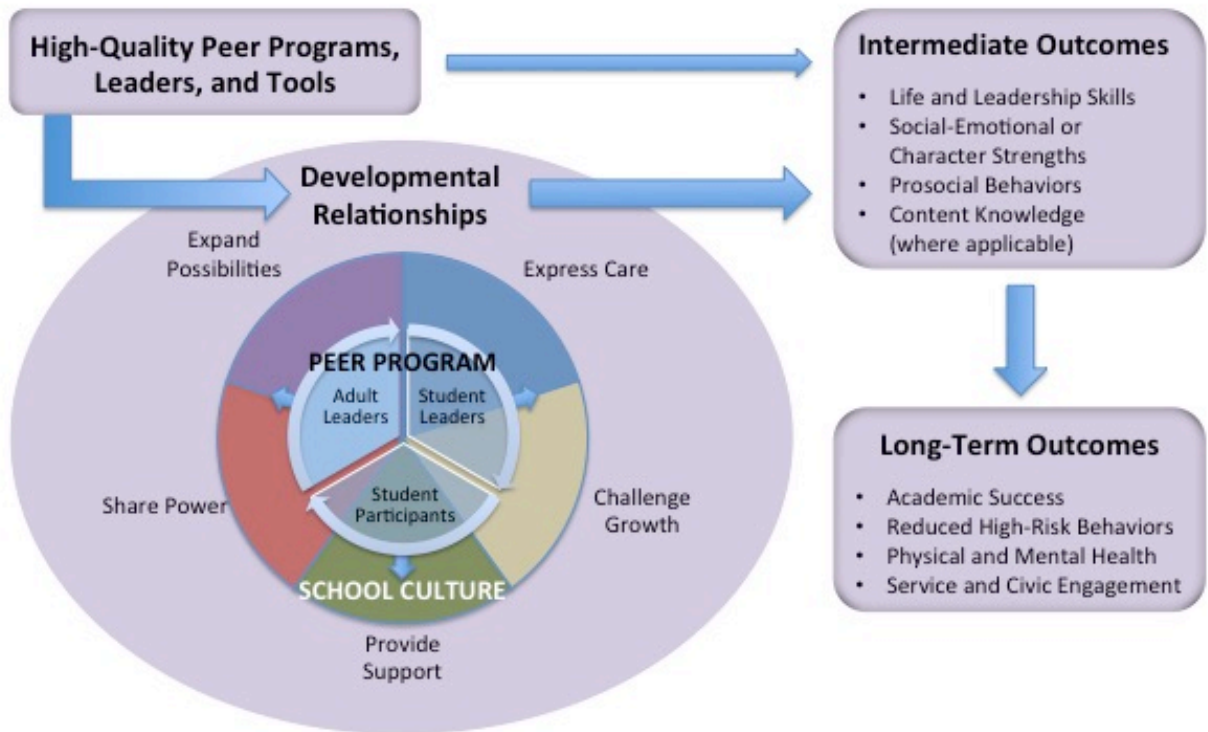 High-Quality Peer Programs,
Leaders, and Tools
Intermediate Outcomes
• Life and Leadership Skills
• Social-Emotional or
Character Strengths
• Prosocial Behaviors
• Content Knowledge
(where applicable)
Developmental
Relationships
Expand
Possibilities
Express Care
PEER PROGRAM
Adult
Leaders
Student
Leaders
Student
Participants
Share Power
Challenge
Growth
SCHOOL CULTURE
Provide
Support
Long-Term Outcomes
• Academic Success
• Reduced High-Risk Behaviors
• Physical and Mental Health
• Service and Civic Engagement